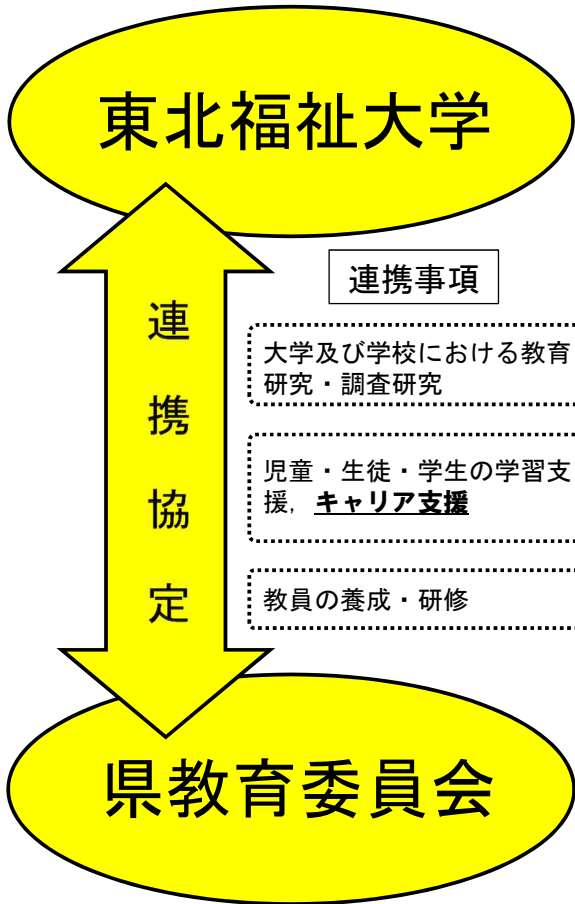 東北福祉大学
連携協定
連携事項
大学及び学校における教育
研究・調査研究
児童・生徒・学生の学習支
援，キャリア支援
教員の養成・研修
県教育委員会